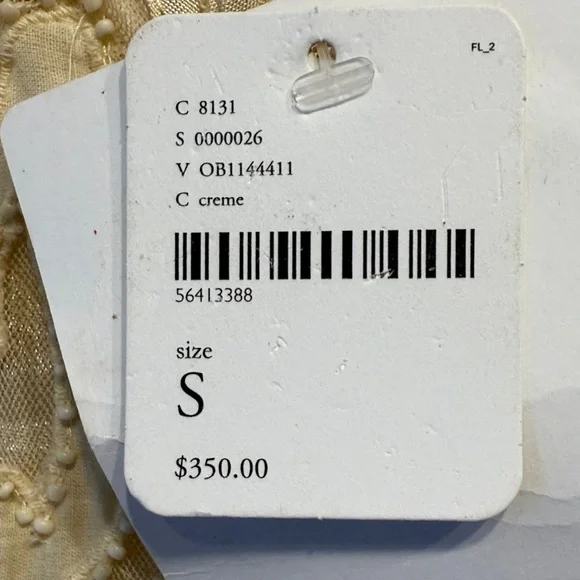 FL_2
C 8131
S 0000026
V OB1144411
C creme
56413388
size
S
$350.00